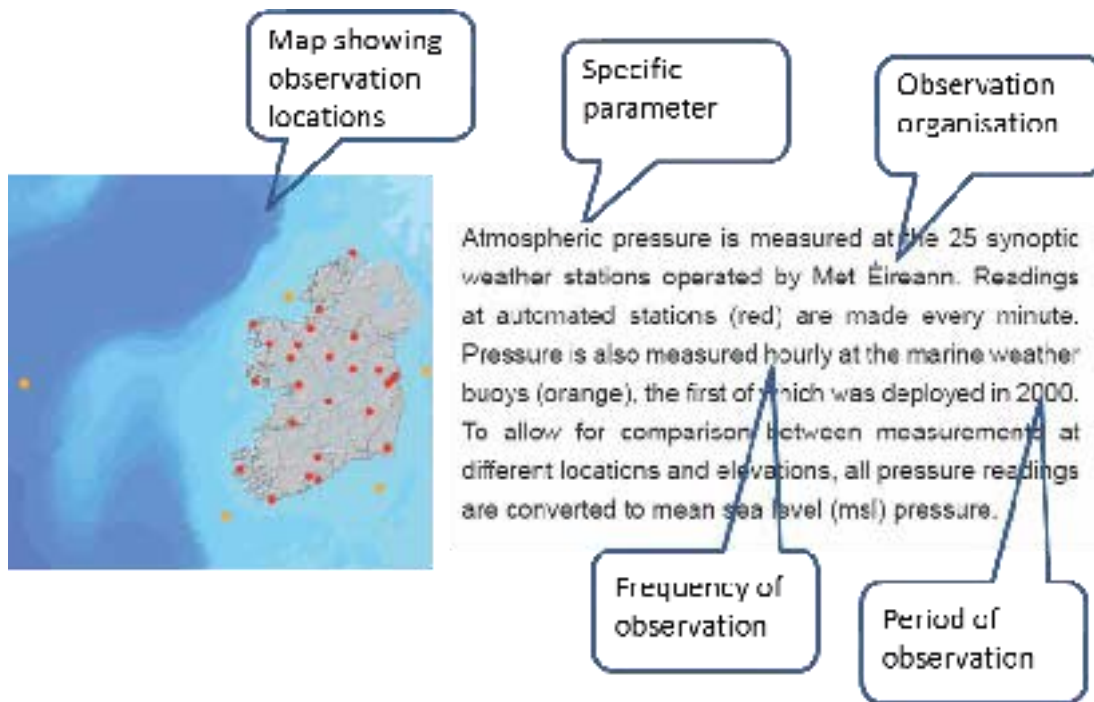 Map showing
observation
locations
Specific
parameter
Observation
organisation
Atmospheric pressure is measured at the 25 synoptic
weather stations operated by Met Éireann. Readings
at automated stations (red) are made every minute.
Pressure is also measured hourly at the marine weather
buoys (orange), the first of which was deployed in 2000.
To allow for comparison between measurements at
different locations and elevations, all pressure readings
are converted to mean sea level (msl) pressure.
Frequency of
observation
Period of
observation